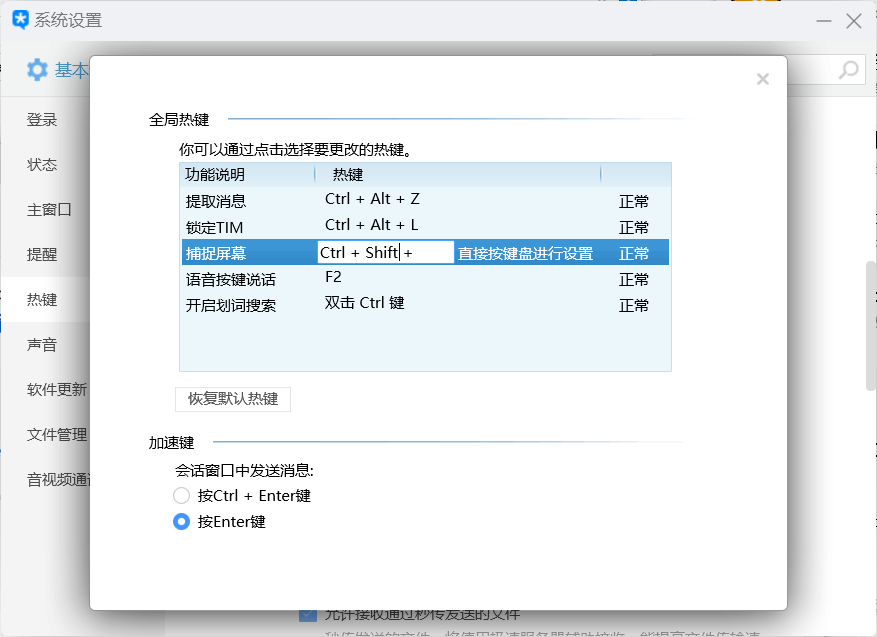 系统设置
基本
登录
状态
主窗口
提醒
热键
声音
软件更新
文件管理
音视频通
全局热键
你可以通过点击选择要更改的热键。
功能说明 热键
提取消息 Ctrl + Alt + Z 正常
锁定TIM Ctrl + Alt + L 正常
捕捉屏幕 Ctrl + Shift + 直接按键盘进行设置 正常
语音按键说话 F2 正常
开启划词搜索 双击 Ctrl 键 正常
恢复默认热键
加速键
会话窗口中发送消息:
按Ctrl + Enter键
按Enter键
允许接收通过秒传发送的文件